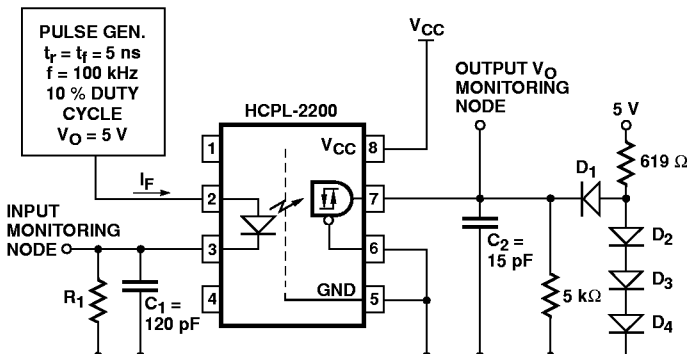 PULSE GEN.
tr = tf = 5 ns
f = 100 kHz
10 % DUTY
CYCLE
VO = 5 V
VCC
OUTPUT VO
MONITORING
NODE
HCPL-2200
5 V
1
VCC
8
D1
619 Ω
IF
2
7
INPUT
MONITORING
NODE
3
6
C2 =
15 pF
D2
D3
R1
C1 =
120 pF
4
GND
5
5 kΩ
D4